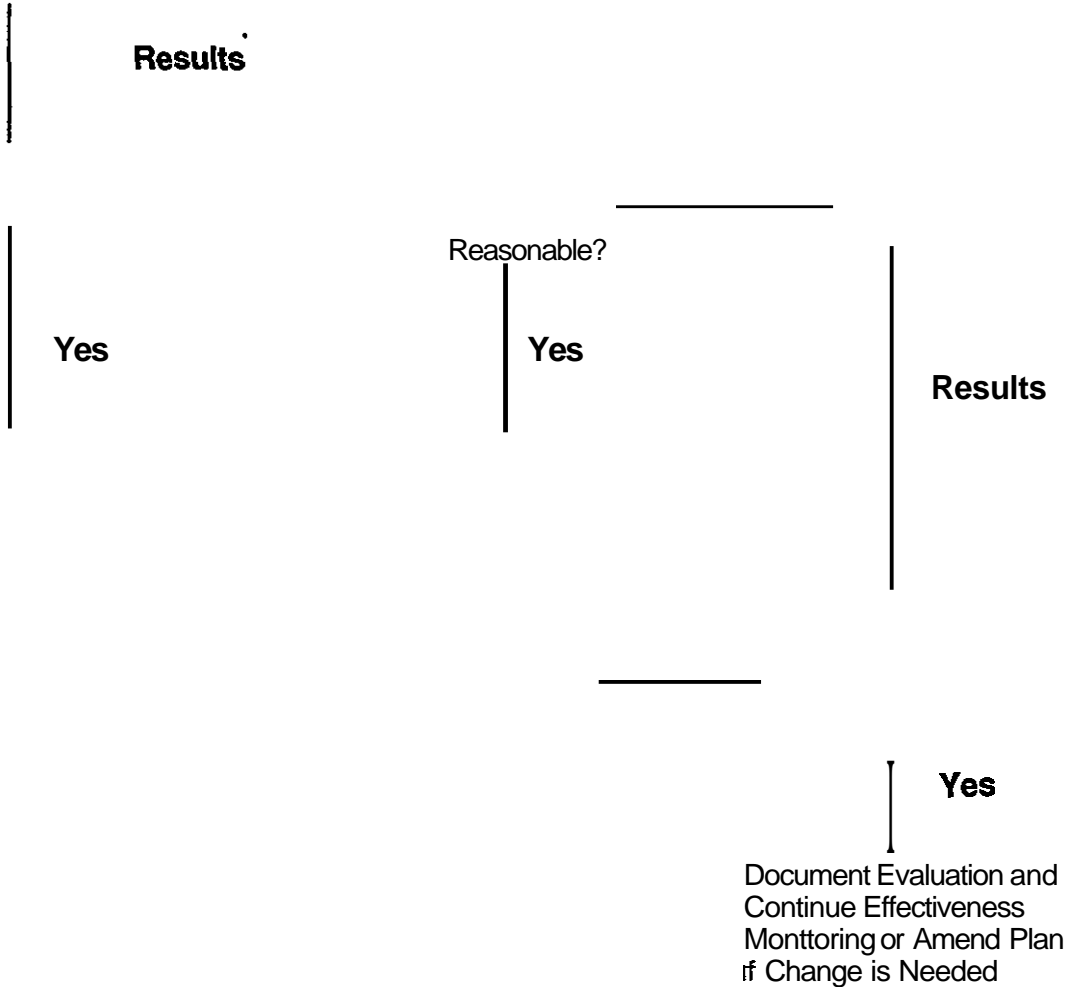 Results
Reasonable?
Yes
Yes
Results
Yes
Document Evaluation and
Continue Effectiveness
Monttoring or Amend Plan
rf Change is Needed